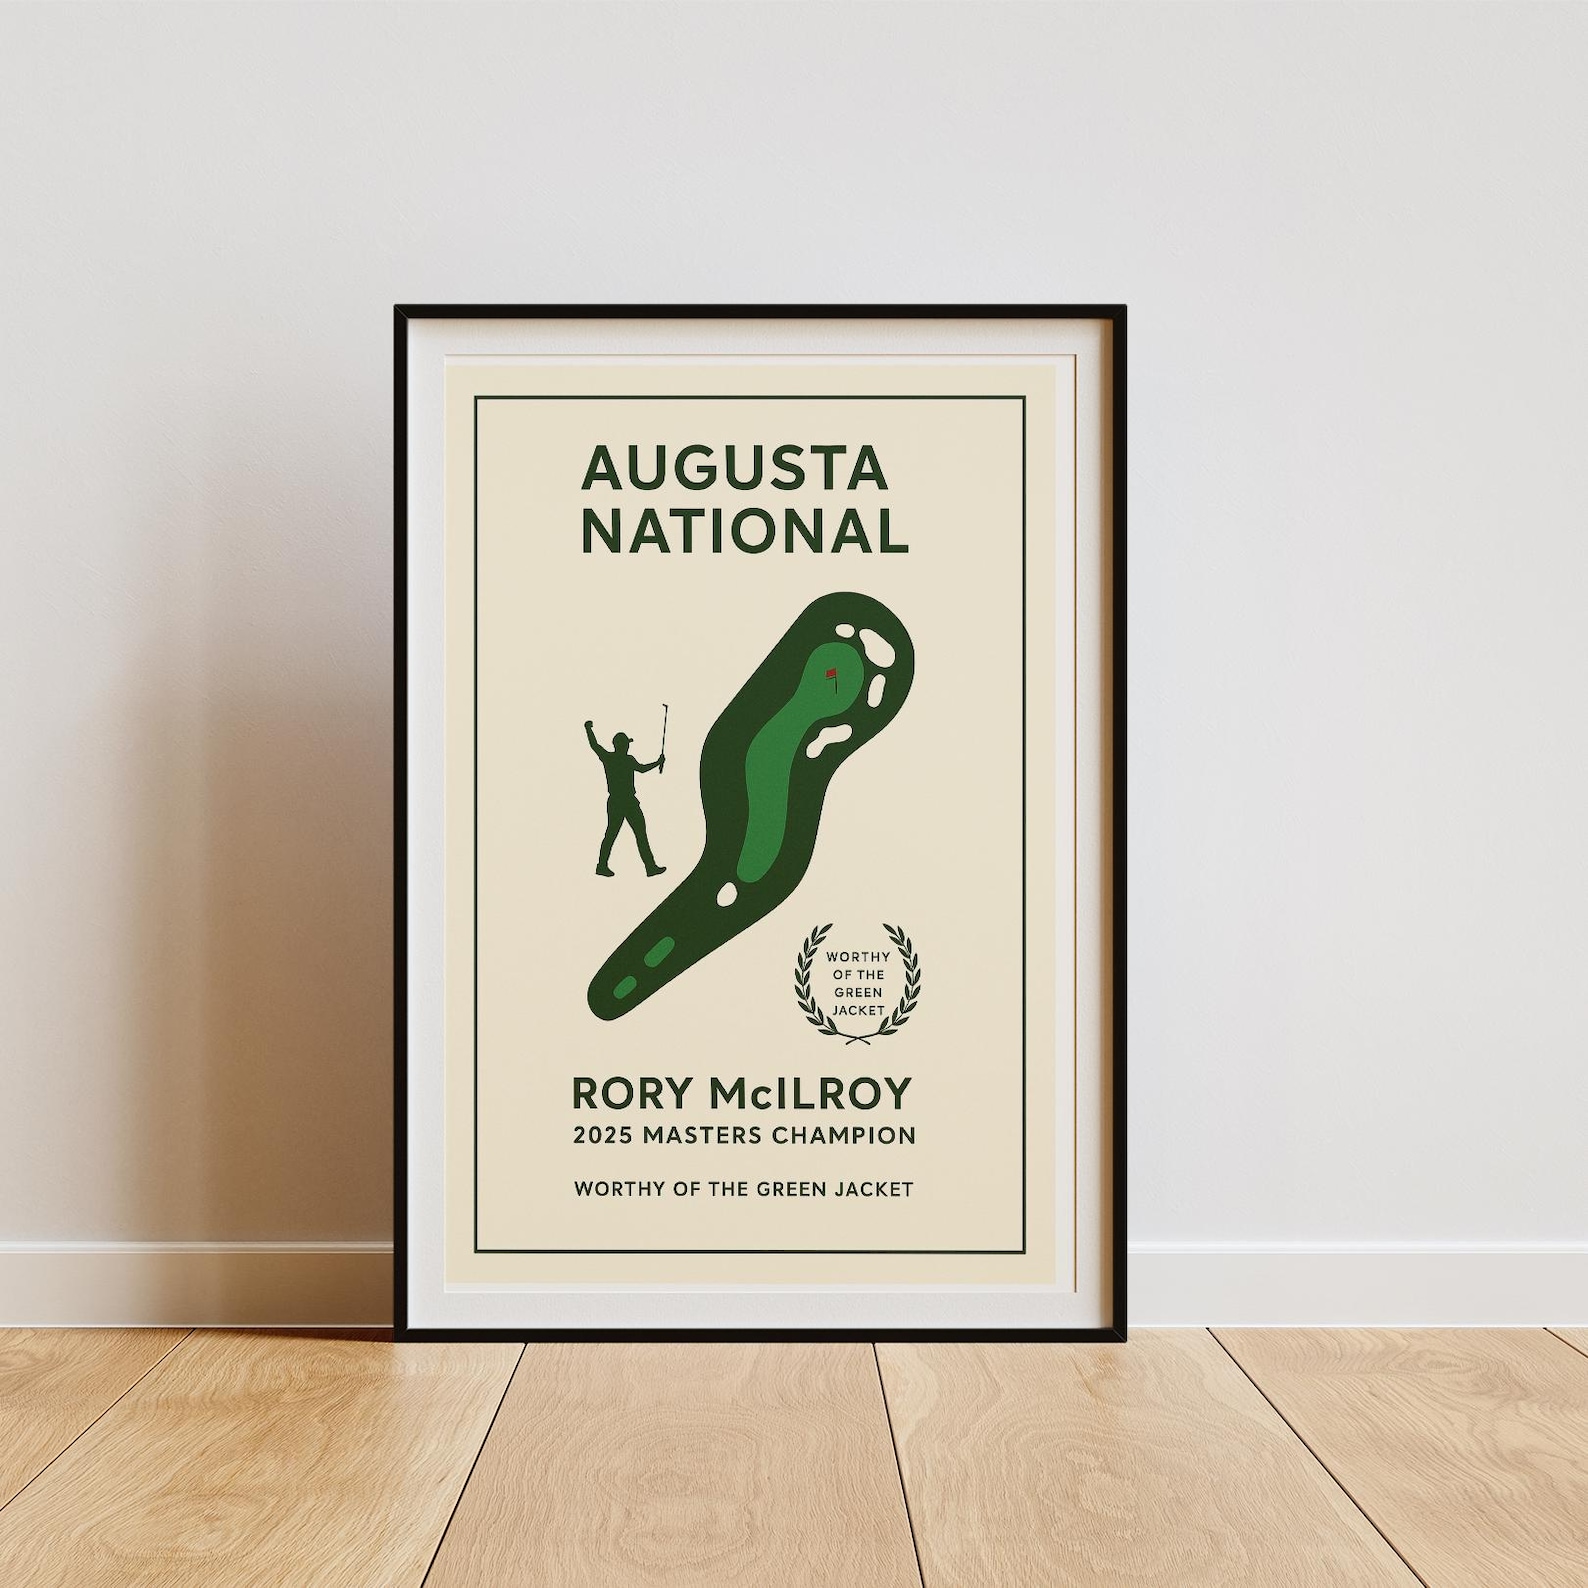 AUGUSTA
NATIONAL
WORTHY
OF THE
GREEN
JACKET
RORY McILROY
2025 MASTERS CHAMPION
WORTHY OF THE GREEN JACKET